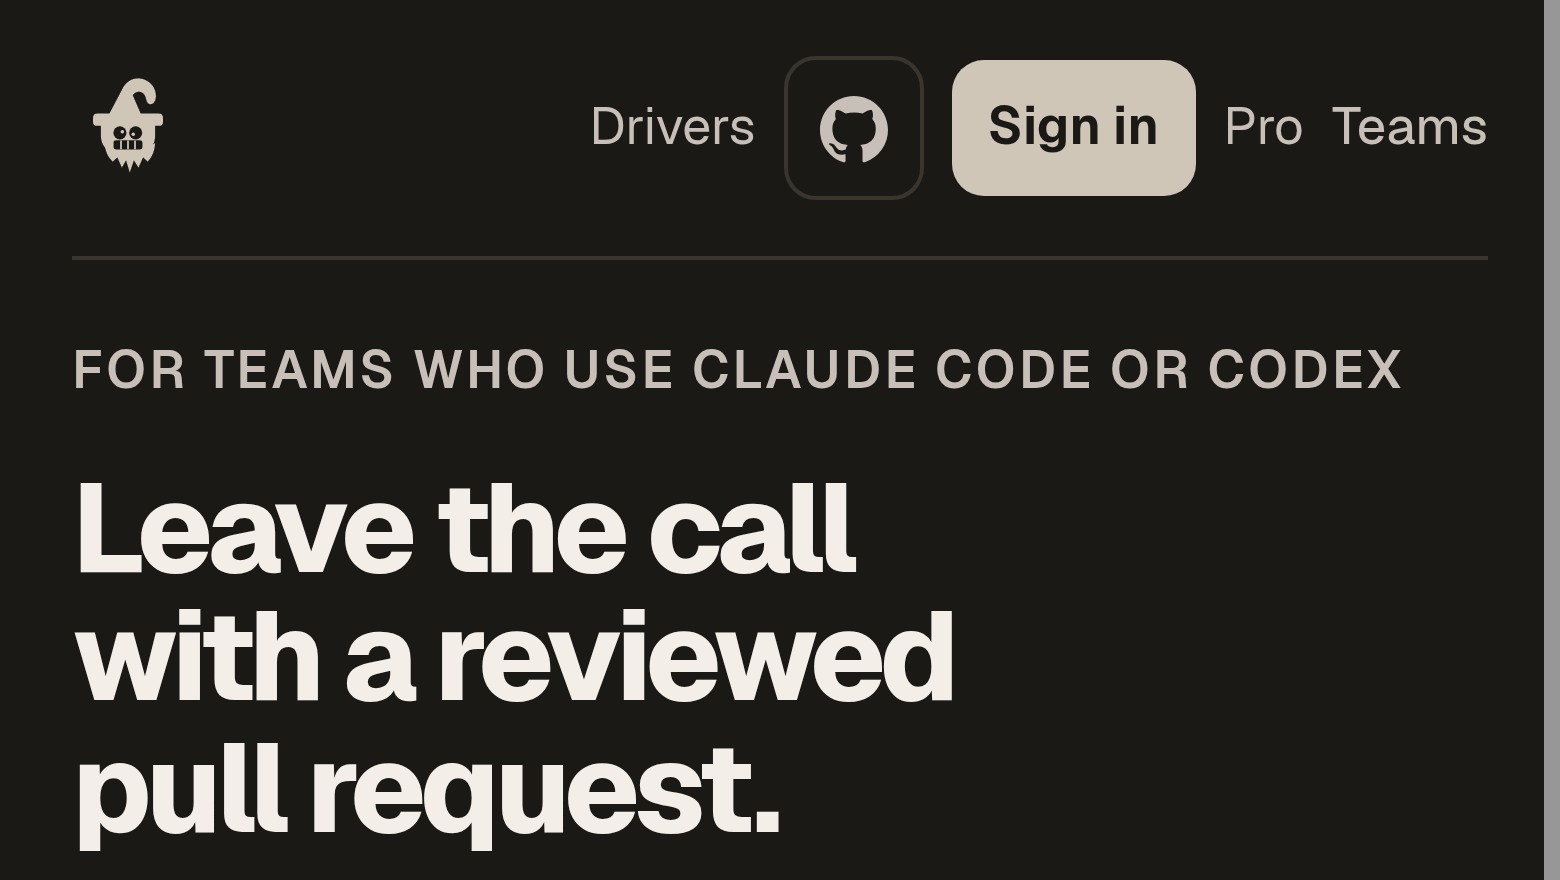 Drivers Sign in Pro Teams
FOR TEAMS WHO USE CLAUDE CODE OR CODEX
Leave the call
with a reviewed
pull request.